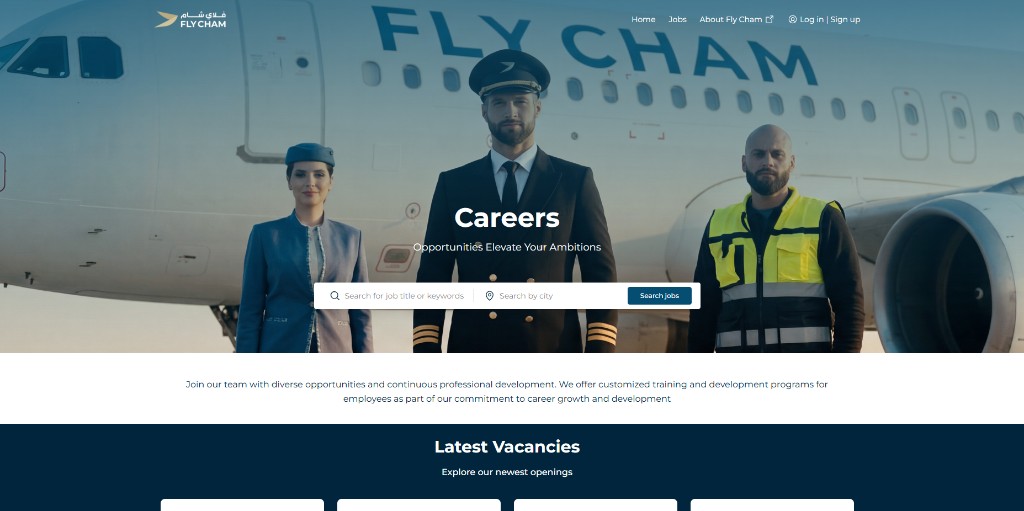 فلاي شـــام
FLY CHAM
Home
Jobs
About Fly Cham
Log in | Sign up
FLY CHAM
Careers
Opportunities Elevate Your Ambitions
Search for job title or keywords
Search by city
Search jobs
Join our team with diverse opportunities and continuous professional development. We offer customized training and development programs for
employees as part of our commitment to career growth and development
Latest Vacancies
Explore our newest openings